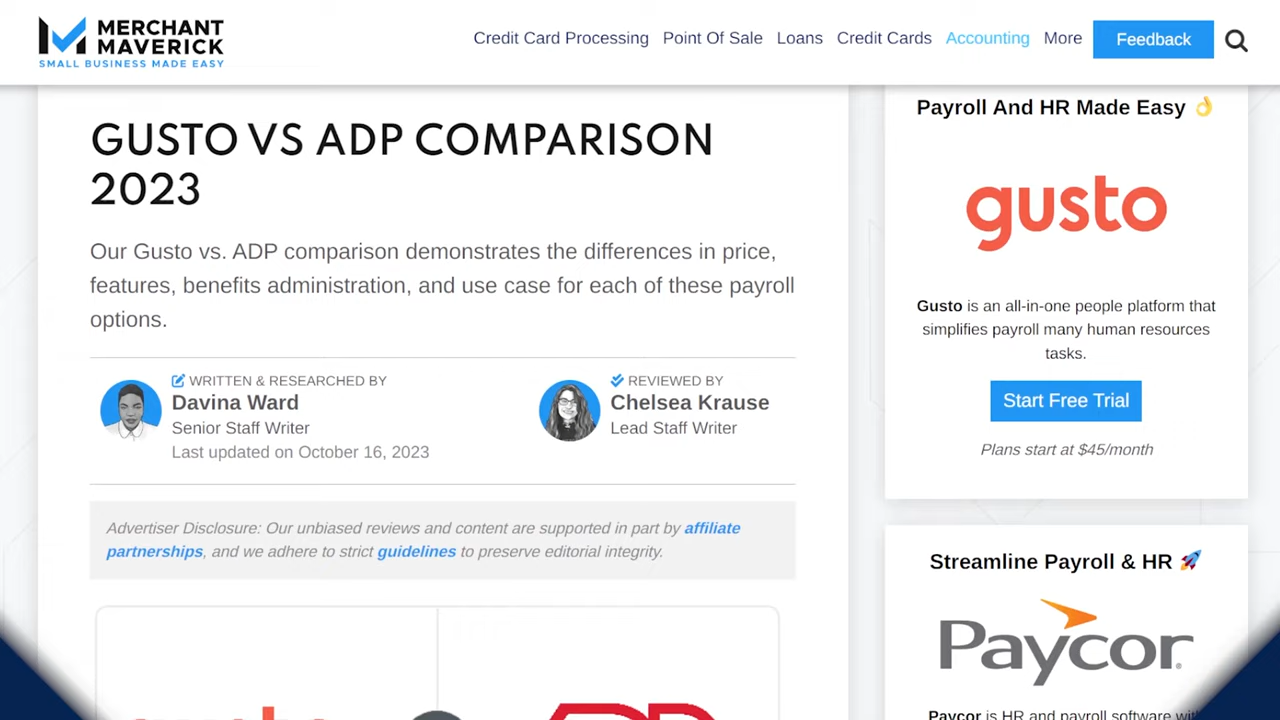 MERCHANT
MAVERICK
SMALL BUSINESS MADE EASY
Credit Card Processing Point Of Sale Loans Credit Cards Accounting More Feedback
GUSTO VS ADP COMPARISON
2023
Our Gusto vs. ADP comparison demonstrates the differences in price,
features, benefits administration, and use case for each of these payroll
options.
WRITTEN & RESEARCHED BY
Davina Ward
Senior Staff Writer
Last updated on October 16, 2023
REVIEWED BY
Chelsea Krause
Lead Staff Writer
Advertiser Disclosure: Our unbiased reviews and content are supported in part by affiliate
partnerships, and we adhere to strict guidelines to preserve editorial integrity.
Payroll And HR Made Easy 👌
gusto
Gusto is an all-in-one people platform that
simplifies payroll many human resources
tasks.
Start Free Trial
Plans start at $45/month
Streamline Payroll & HR 🚀
Paycor
Paycor is HR and payroll software